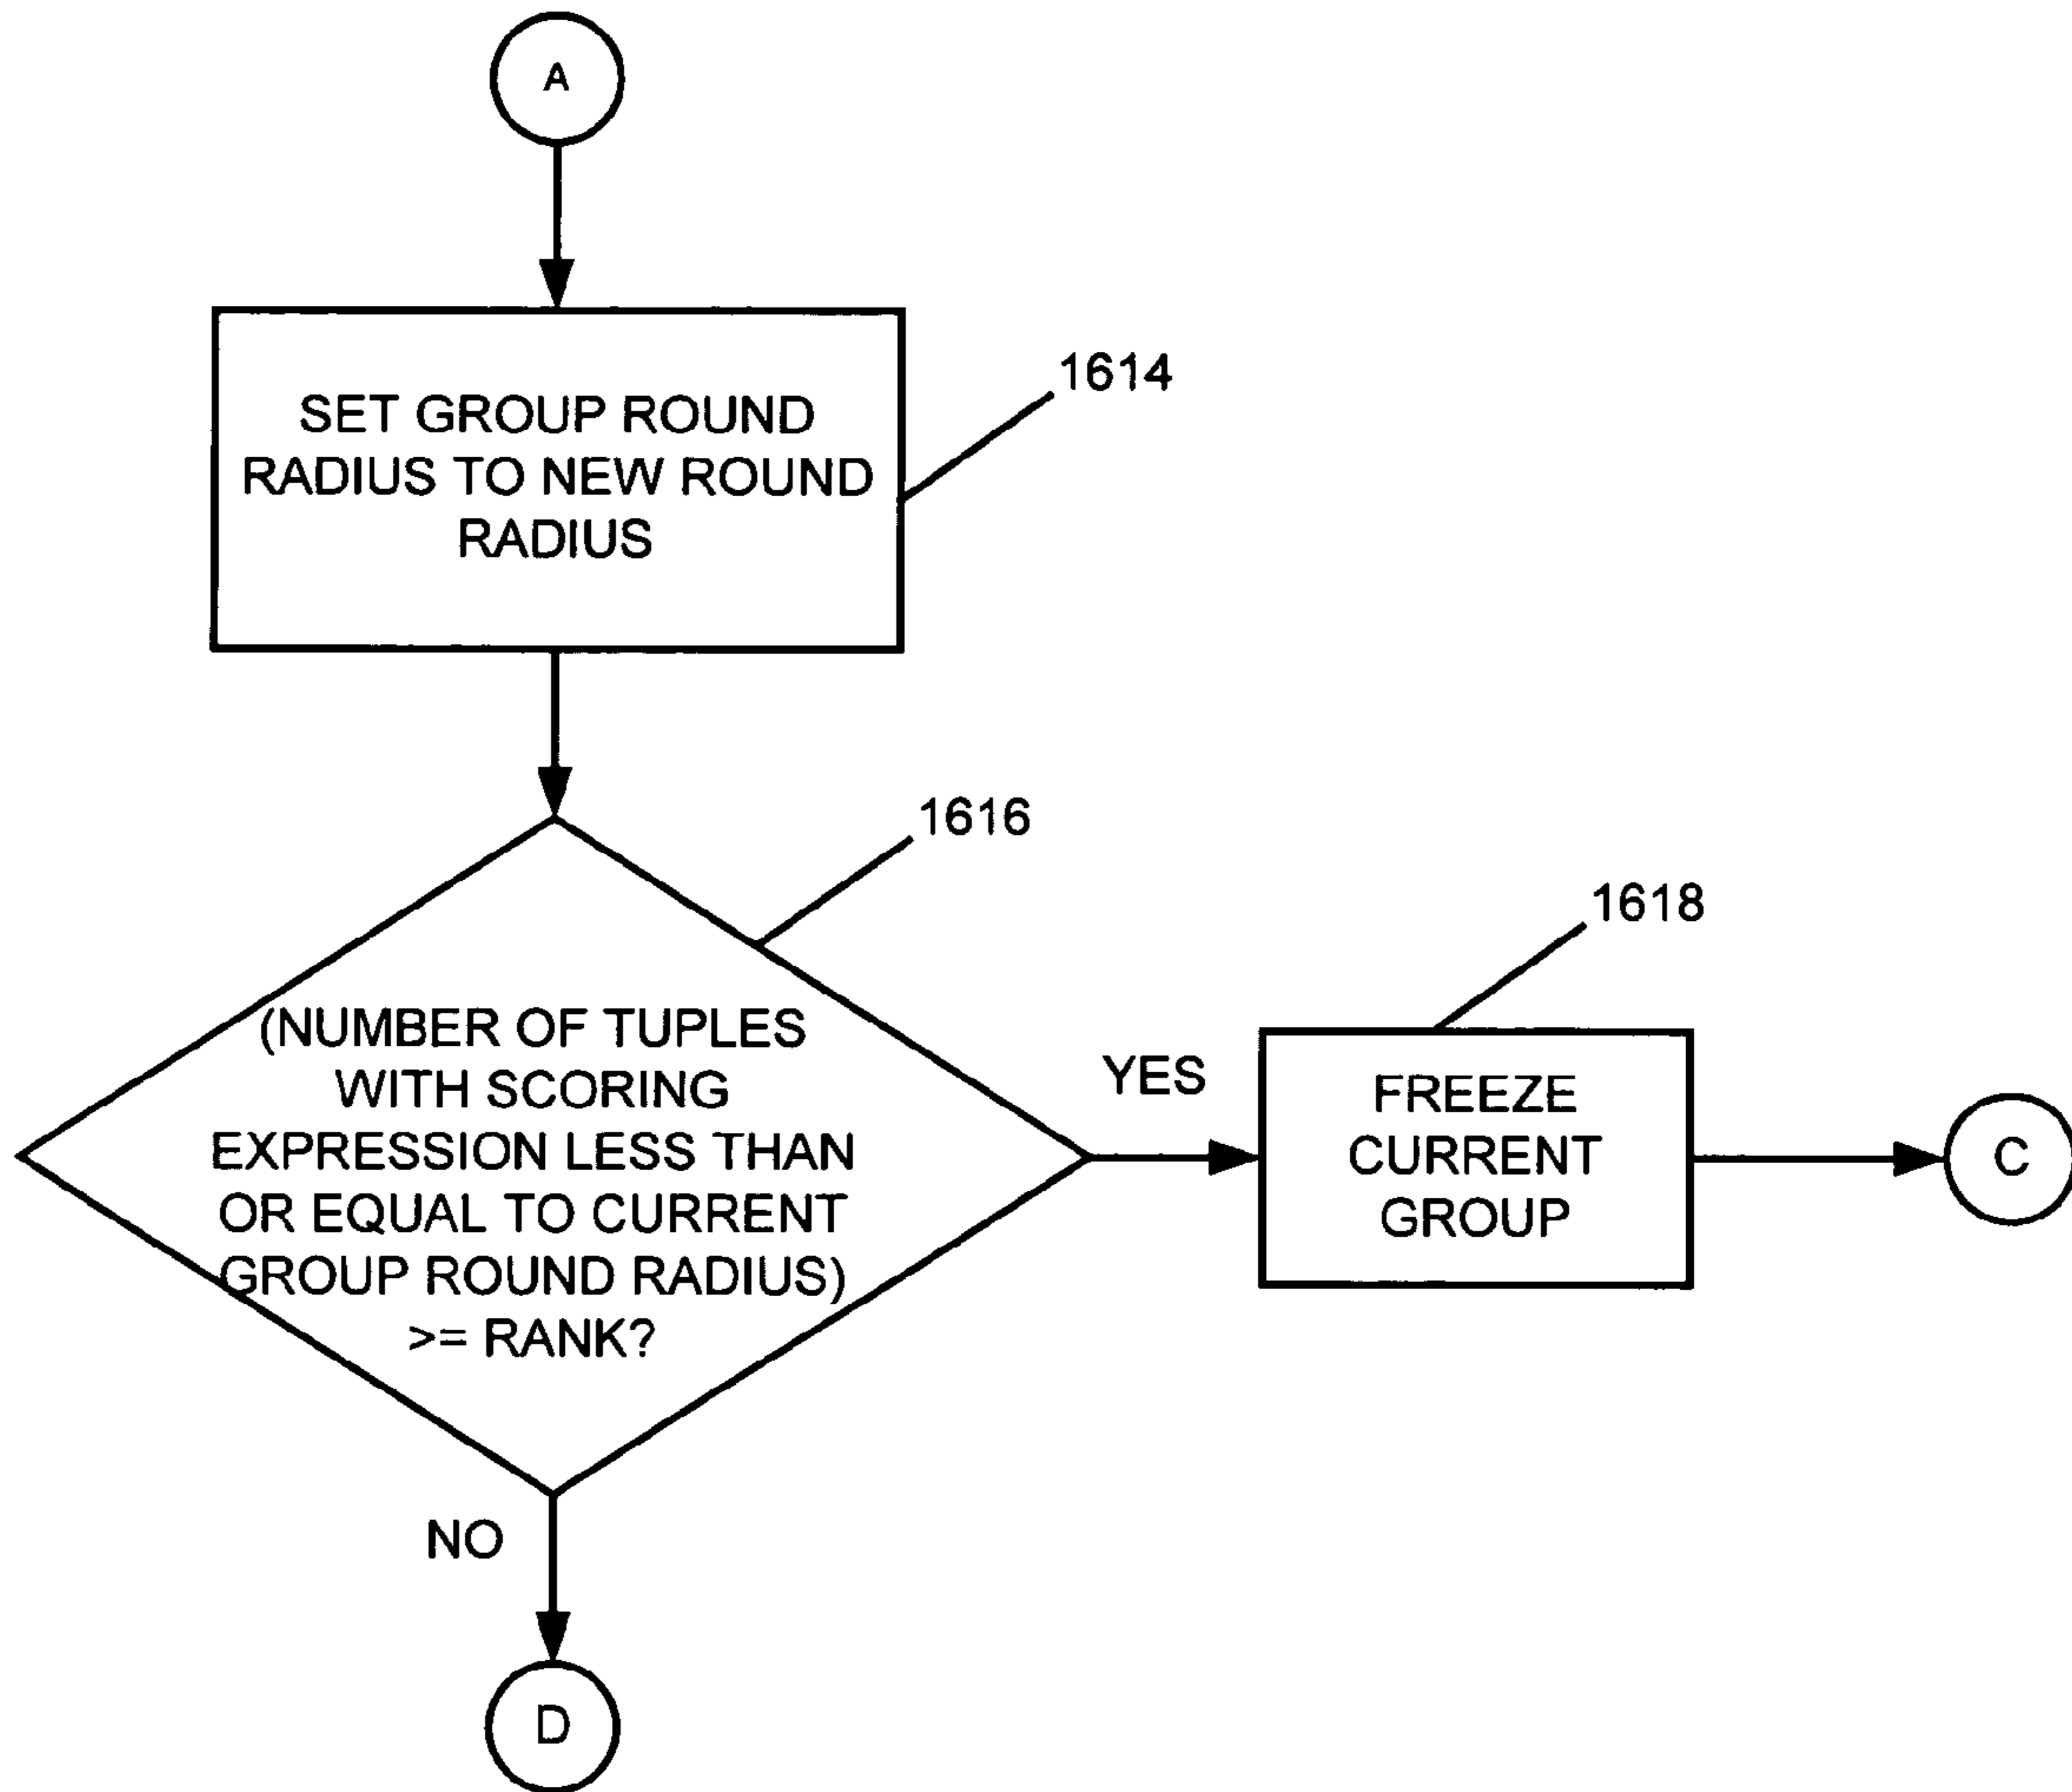 A
SET GROUP ROUND
RADIUS TO NEW ROUND
RADIUS
1614
1616
(NUMBER OF TUPLES
WITH SCORING
EXPRESSION LESS THAN
OR EQUAL TO CURRENT
GROUP ROUND RADIUS)
>= RANK?
YES
1618
FREEZE
CURRENT
GROUP
C
NO
D